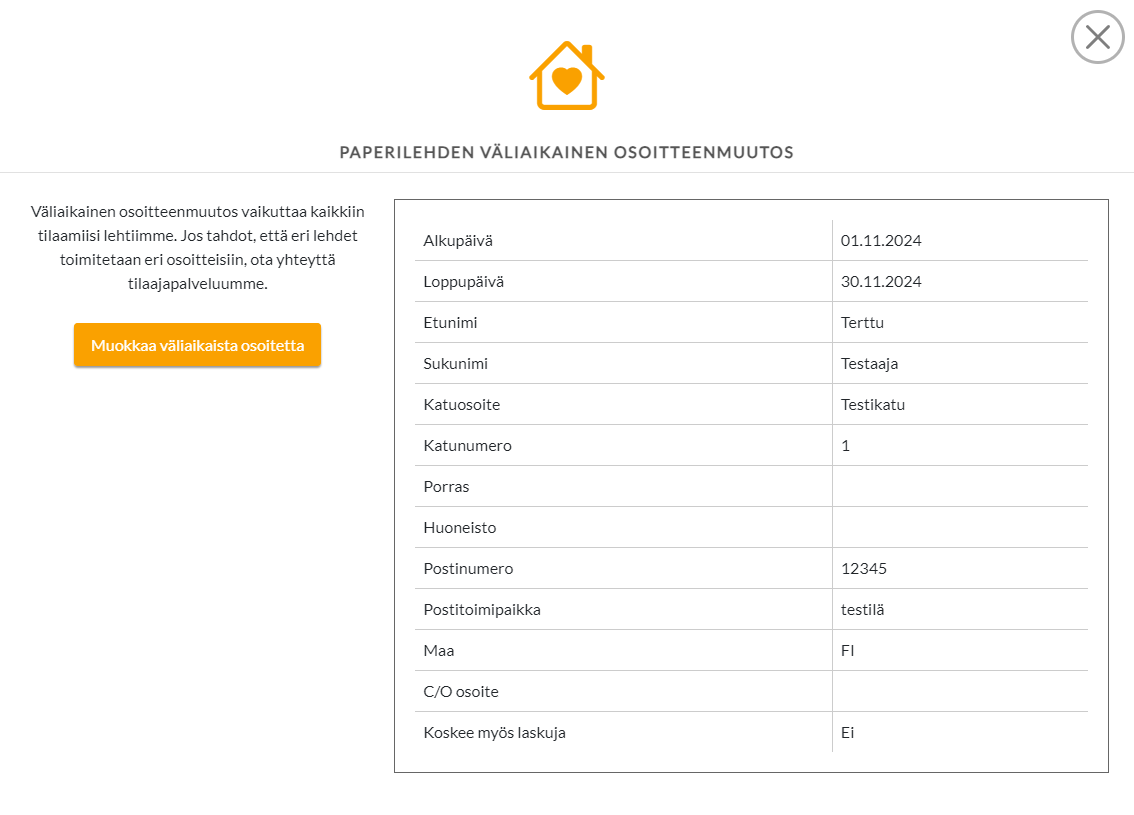 PAPERILEHDEN VÄLIAIKAINEN OSOITTEENMUUTOS
Väliaikainen osoitteenmuutos vaikuttaa kaikkiin
tilaamiisi lehtiimme. Jos tahdot, että eri lehdet
toimitetaan eri osoitteisiin, ota yhteyttä
tilaajapalveluumme.
Muokkaa väliaikaista osoitetta
Alkupäivä 01.11.2024
Loppupäivä 30.11.2024
Etunimi Terttu
Sukunimi Testaaja
Katuosoite Testikatu
Katunumero 1
Porras
Huoneisto
Postinumero 12345
Postitoimipaikka testilä
Maa FI
C/O osoite
Koskee myös laskuja Ei